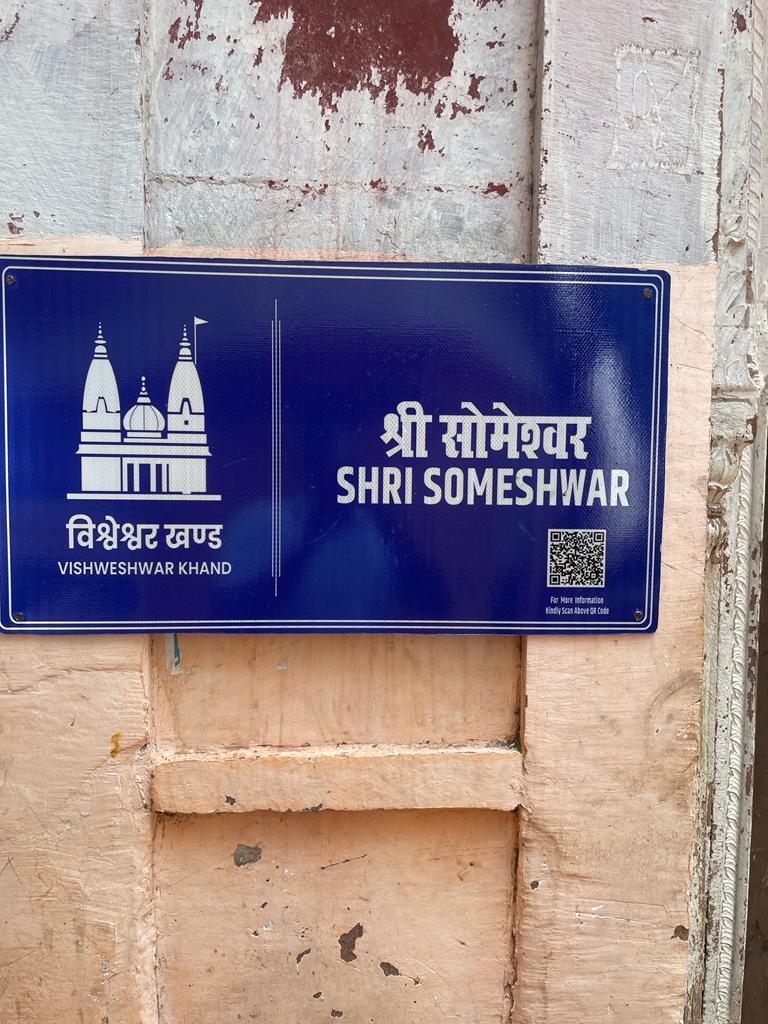 विश्वेश्वर खण्ड
VISHWESHWAR KHAND
श्री सोमेश्वर
SHRI SOMESHWAR
For More Information
Kindly Scan Above QR Code